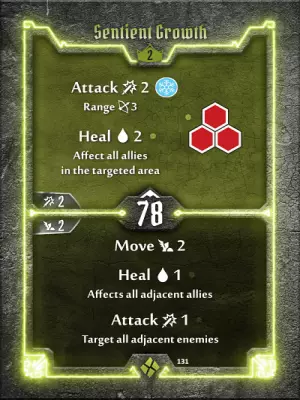 Sentient Growth
2
Attack 2
Range 3
Heal 2
Affect all allies
in the targeted area
2
78
2
Move 2
Heal 1
Affects all adjacent allies
Attack 1
Target all adjacent enemies
131